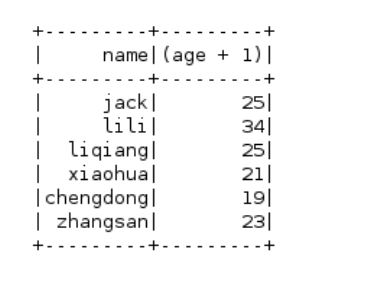 +---------+---------+
|     name|(age + 1)|
+---------+---------+
|     jack|       25|
|     lili|       34|
|  liqiang|       25|
|  xiaohua|       21|
|chengdong|       19|
| zhangsan|       23|
+---------+---------+